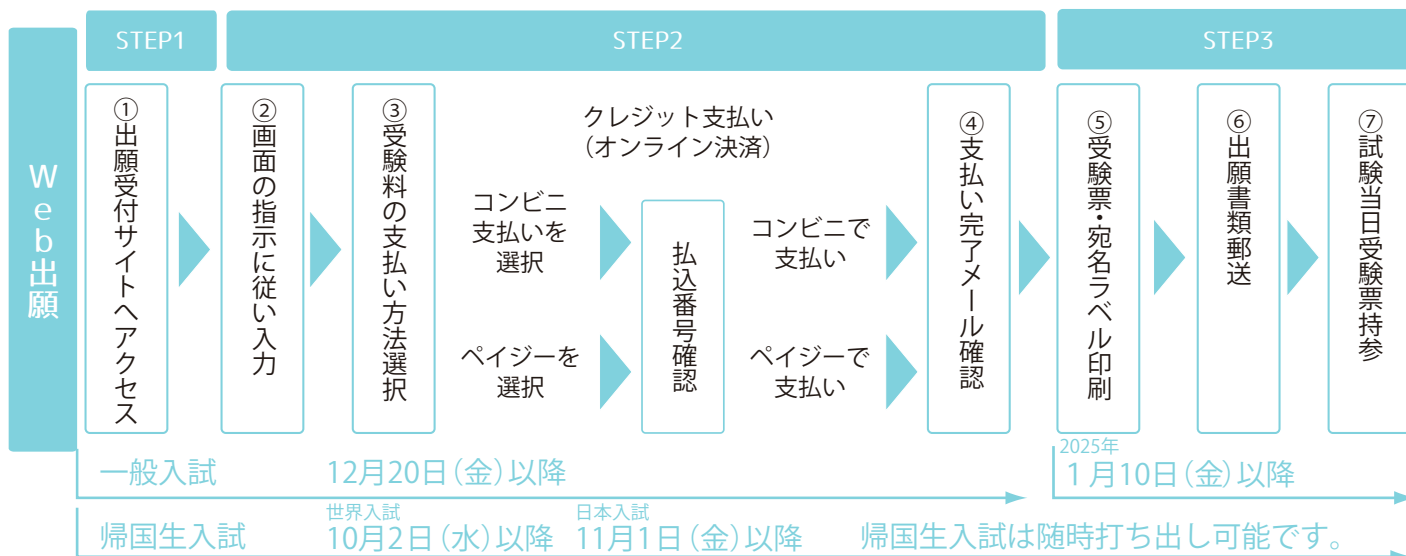 Web出願
STEP1
STEP2
STEP3
①出願受付サイトへアクセス
②画面の指示に従い入力
③受験料の支払い方法選択
クレジット支払い
（オンライン決済）
コンビニ
支払いを
選択
ペイジーを
選択
払込番号確認
コンビニで
支払い
ペイジーで
支払い
④支払い完了メール確認
⑤受験票・宛名ラベル印刷
⑥出願書類郵送
⑦試験当日受験票持参
一般入試 12月20日（金）以降
2025年
1月10日（金）以降
帰国生入試
世界入試
10月2日（水）以降
日本入試
11月1日（金）以降
帰国生入試は随時打ち出し可能です。